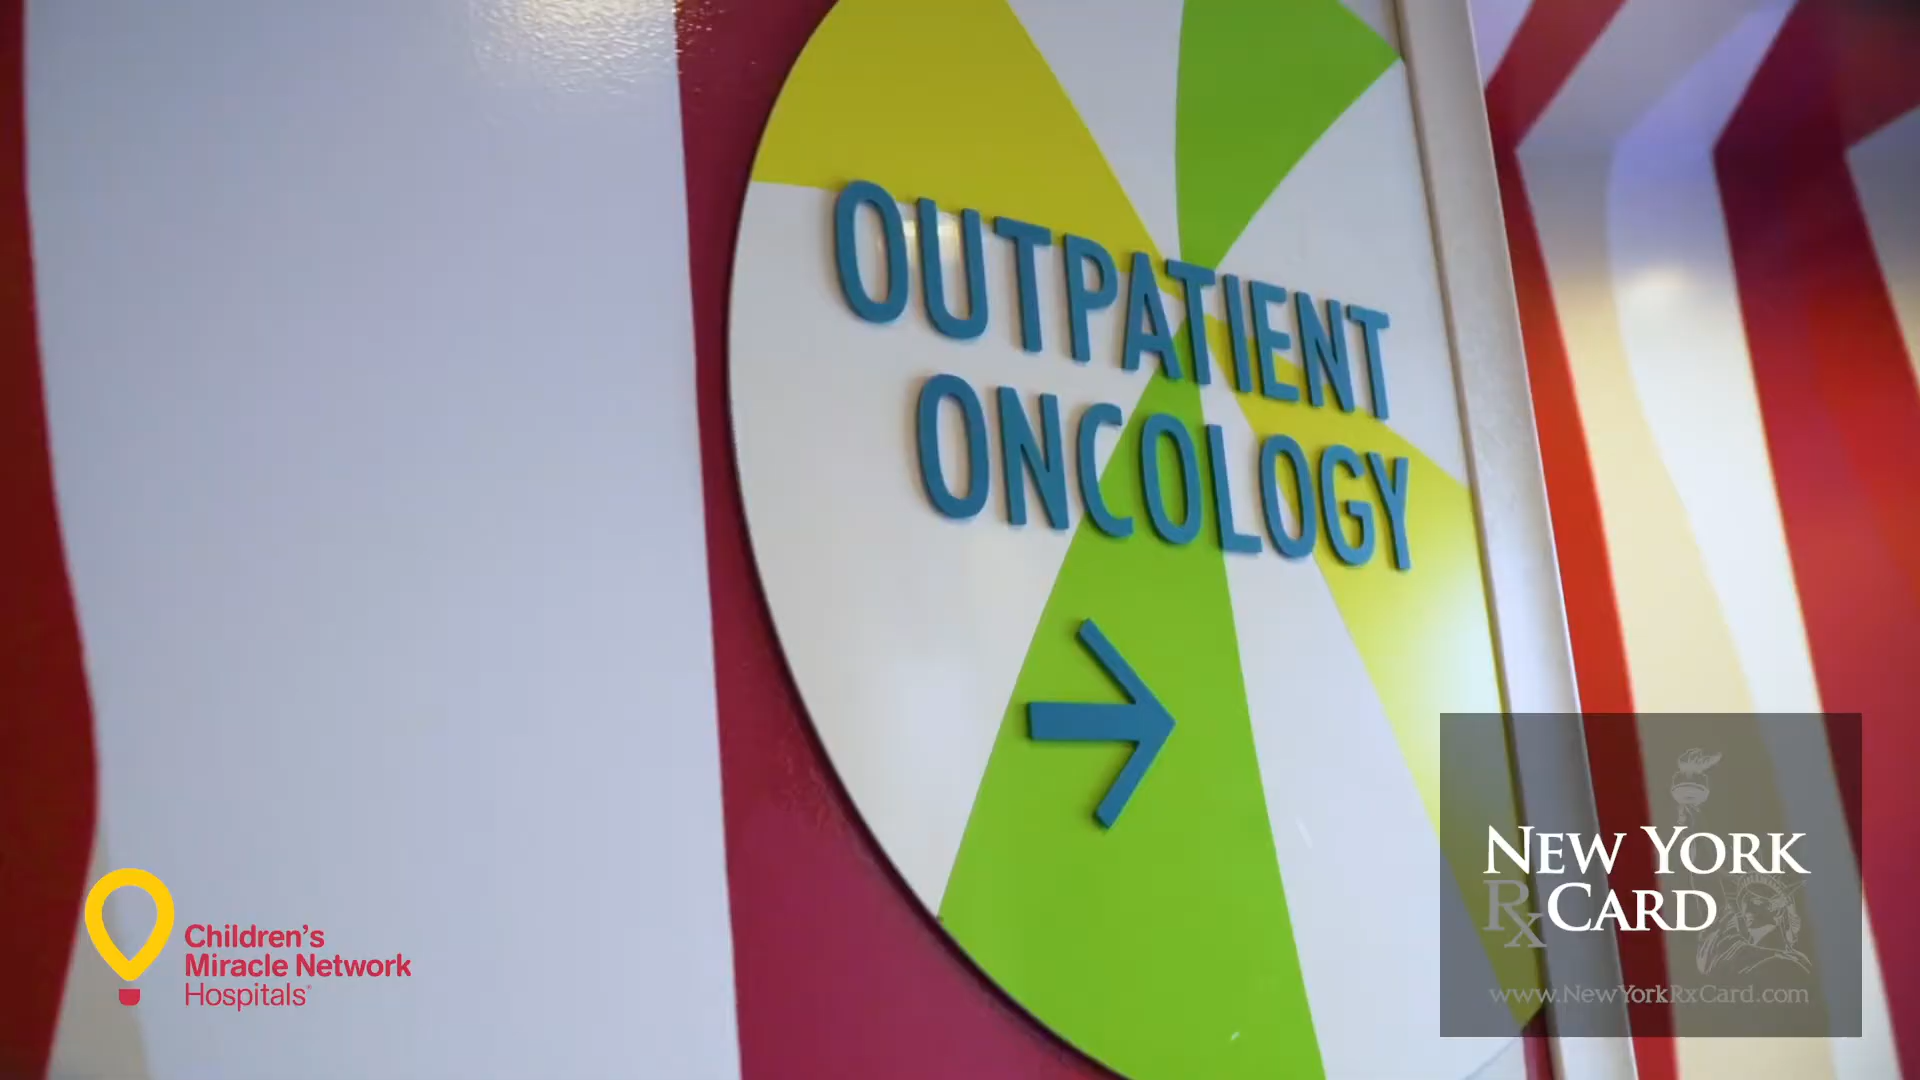 OUTPATIENT
ONCOLOGY
Children's
Miracle Network
Hospitals®
NEW YORK
Rx CARD
www.NewYorkRxCard.com